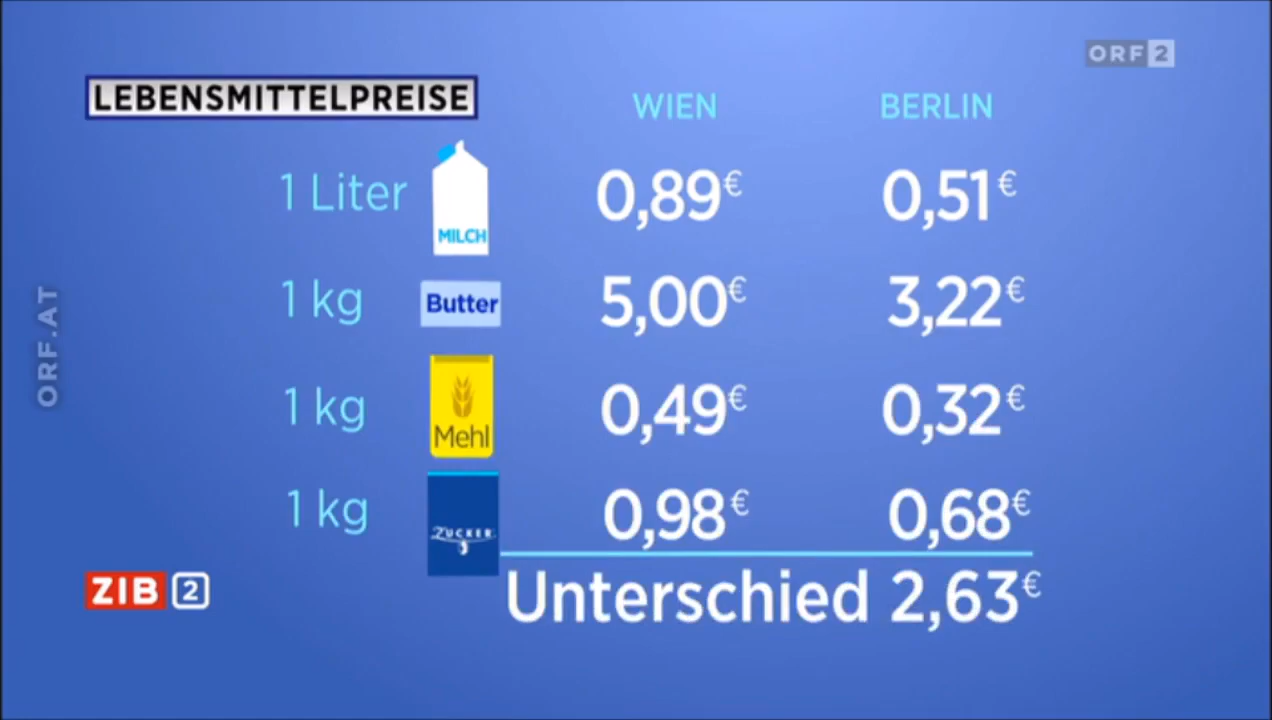 ORF 2
LEBENSMITTELPREISE WIEN BERLIN
1 Liter MILCH 0,89€ 0,51€
1 kg Butter 5,00€ 3,22€
1 kg Mehl 0,49€ 0,32€
1 kg ZUCKER 0,98€ 0,68€
Unterschied 2,63€
ZIB 2
ORF.AT